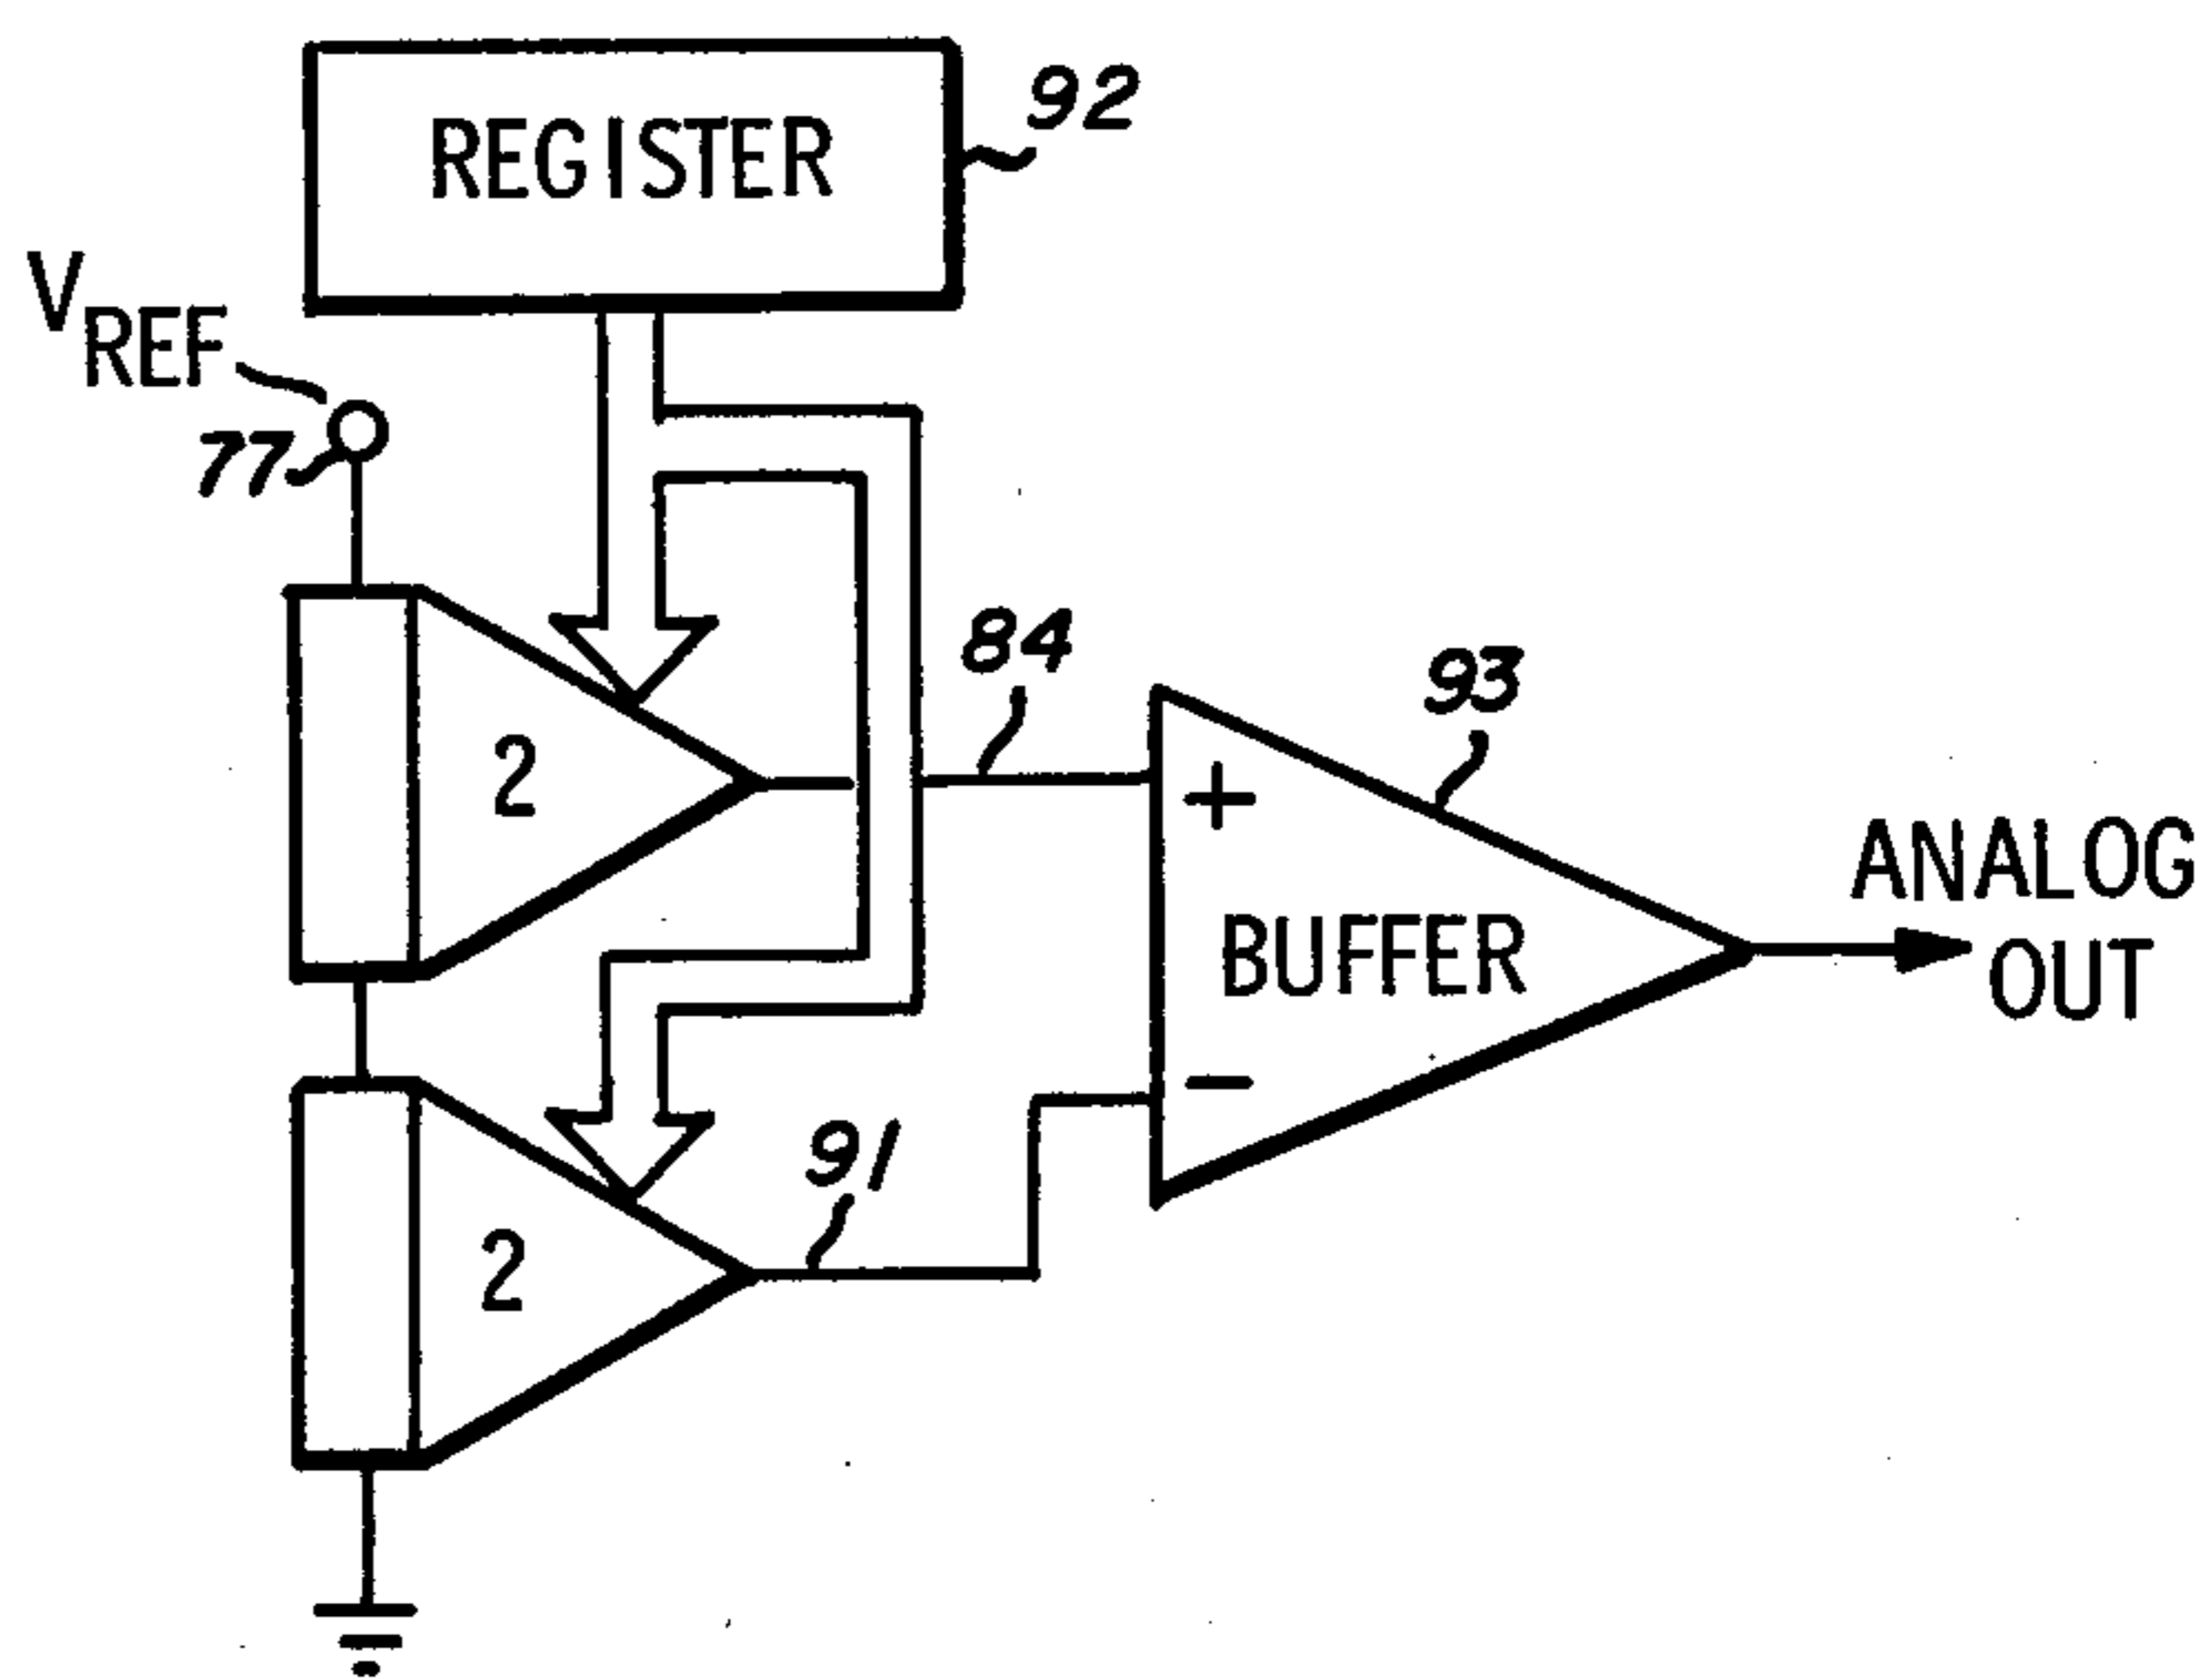 REGISTER
92
VREF
77
84
93
2
+
BUFFER
ANALOG
OUT
−
91
2